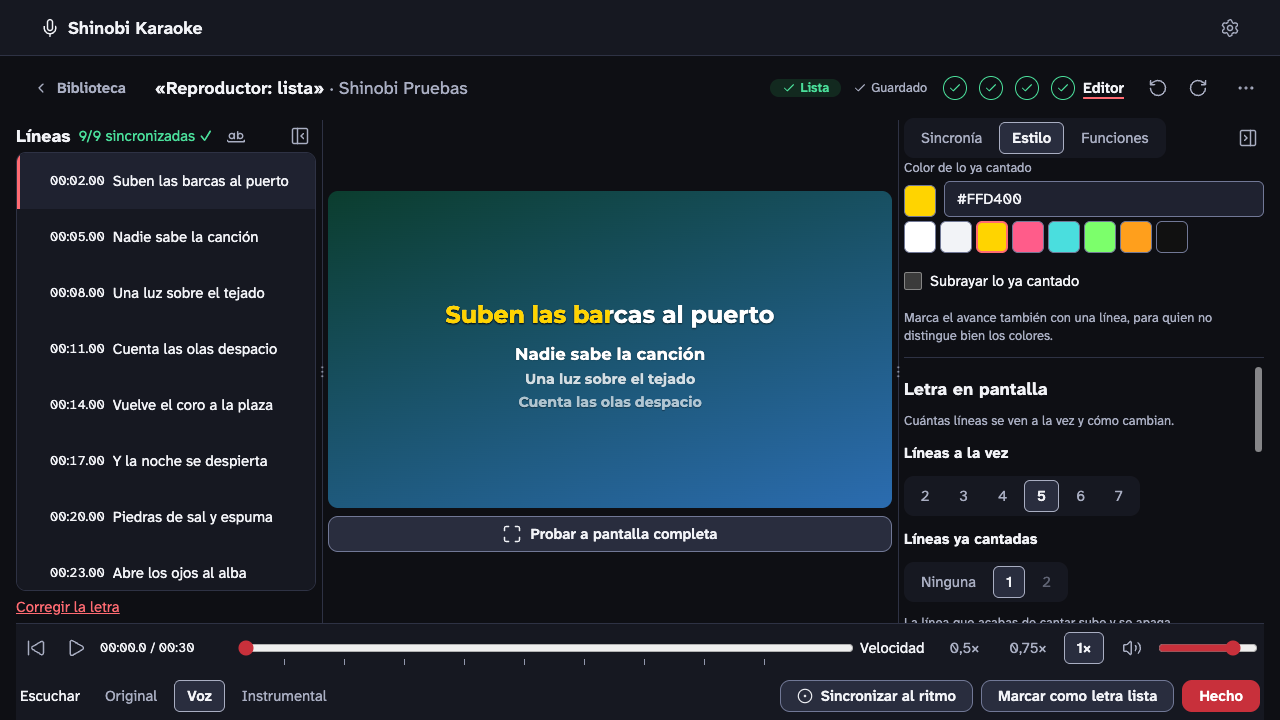 Shinobi Karaoke
Biblioteca
«Reproductor: lista» · Shinobi Pruebas
Lista
Guardado
Editor
Líneas
9/9 sincronizadas
ab
00:02.00 Suben las barcas al puerto
00:05.00 Nadie sabe la canción
00:08.00 Una luz sobre el tejado
00:11.00 Cuenta las olas despacio
00:14.00 Vuelve el coro a la plaza
00:17.00 Y la noche se despierta
00:20.00 Piedras de sal y espuma
00:23.00 Abre los ojos al alba
Corregir la letra
Suben las barcas al puerto
Nadie sabe la canción
Una luz sobre el tejado
Cuenta las olas despacio
Probar a pantalla completa
Sincronía
Estilo
Funciones
Color de lo ya cantado
#FFD400
Subrayar lo ya cantado
Marca el avance también con una línea, para quien no
distingue bien los colores.
Letra en pantalla
Cuántas líneas se ven a la vez y cómo cambian.
Líneas a la vez
2 3 4 5 6 7
Líneas ya cantadas
Ninguna 1 2
La línea que acabas de cantar sube y se apaga
00:00.0 / 00:30
Velocidad
0,5×
0,75×
1×
Escuchar
Original
Voz
Instrumental
Sincronizar al ritmo
Marcar como letra lista
Hecho